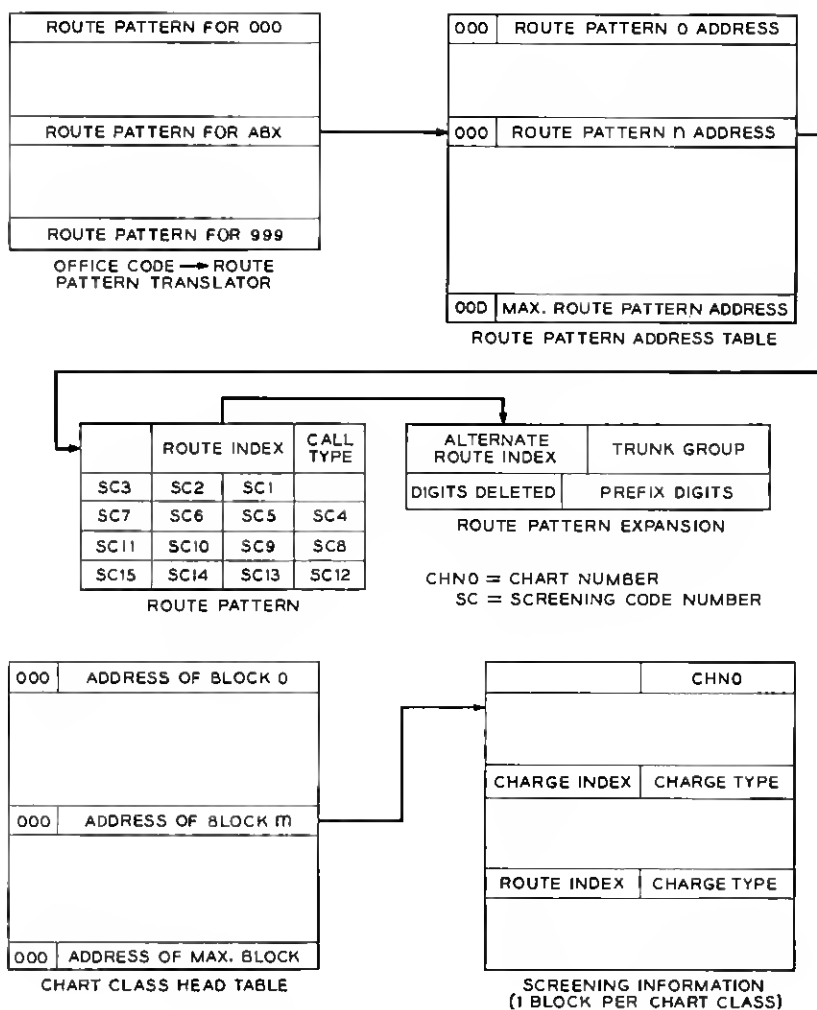 ROUTE PATTERN FOR 000
ROUTE PATTERN FOR ABX
ROUTE PATTERN FOR 999
OFFICE CODE → ROUTE
PATTERN TRANSLATOR
000 ROUTE PATTERN 0 ADDRESS
000 ROUTE PATTERN n ADDRESS
00D MAX. ROUTE PATTERN ADDRESS
ROUTE PATTERN ADDRESS TABLE
ROUTE INDEX CALL
TYPE
SC3 SC2 SC1
SC7 SC6 SC5 SC4
SC11 SC10 SC9 SC8
SC15 SC14 SC13 SC12
ROUTE PATTERN
ALTERNATE
ROUTE INDEX TRUNK GROUP
DIGITS DELETED PREFIX DIGITS
ROUTE PATTERN EXPANSION
CHNO = CHART NUMBER
SC = SCREENING CODE NUMBER
000 ADDRESS OF BLOCK 0
000 ADDRESS OF BLOCK m
000 ADDRESS OF MAX. BLOCK
CHART CLASS HEAD TABLE
CHNO
CHARGE INDEX CHARGE TYPE
ROUTE INDEX CHARGE TYPE
SCREENING INFORMATION
(1 BLOCK PER CHART CLASS)